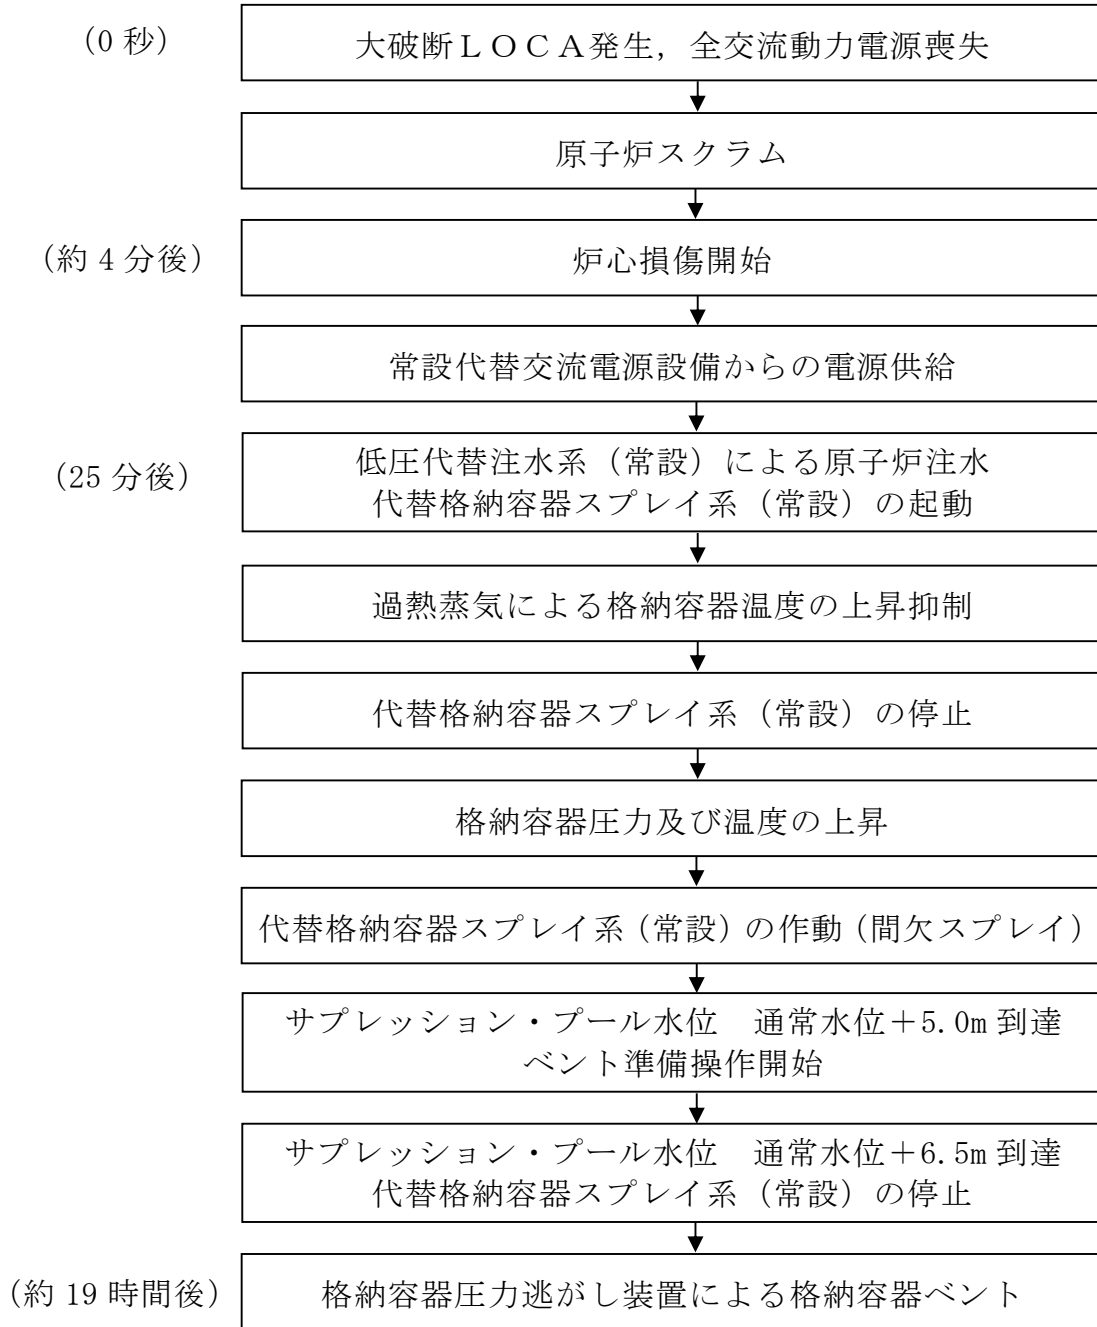 (0 秒)
大破断ＬＯＣＡ発生，全交流動力電源喪失
原子炉スクラム
(約 4 分後)
炉心損傷開始
常設代替交流電源設備からの電源供給
(25 分後)
低圧代替注水系（常設）による原子炉注水
代替格納容器スプレイ系（常設）の起動
過熱蒸気による格納容器温度の上昇抑制
代替格納容器スプレイ系（常設）の停止
格納容器圧力及び温度の上昇
代替格納容器スプレイ系（常設）の作動（間欠スプレイ）
サプレッション・プール水位　通常水位＋5.0m 到達
ベント準備操作開始
サプレッション・プール水位　通常水位＋6.5m 到達
代替格納容器スプレイ系（常設）の停止
(約 19 時間後)
格納容器圧力逃がし装置による格納容器ベント